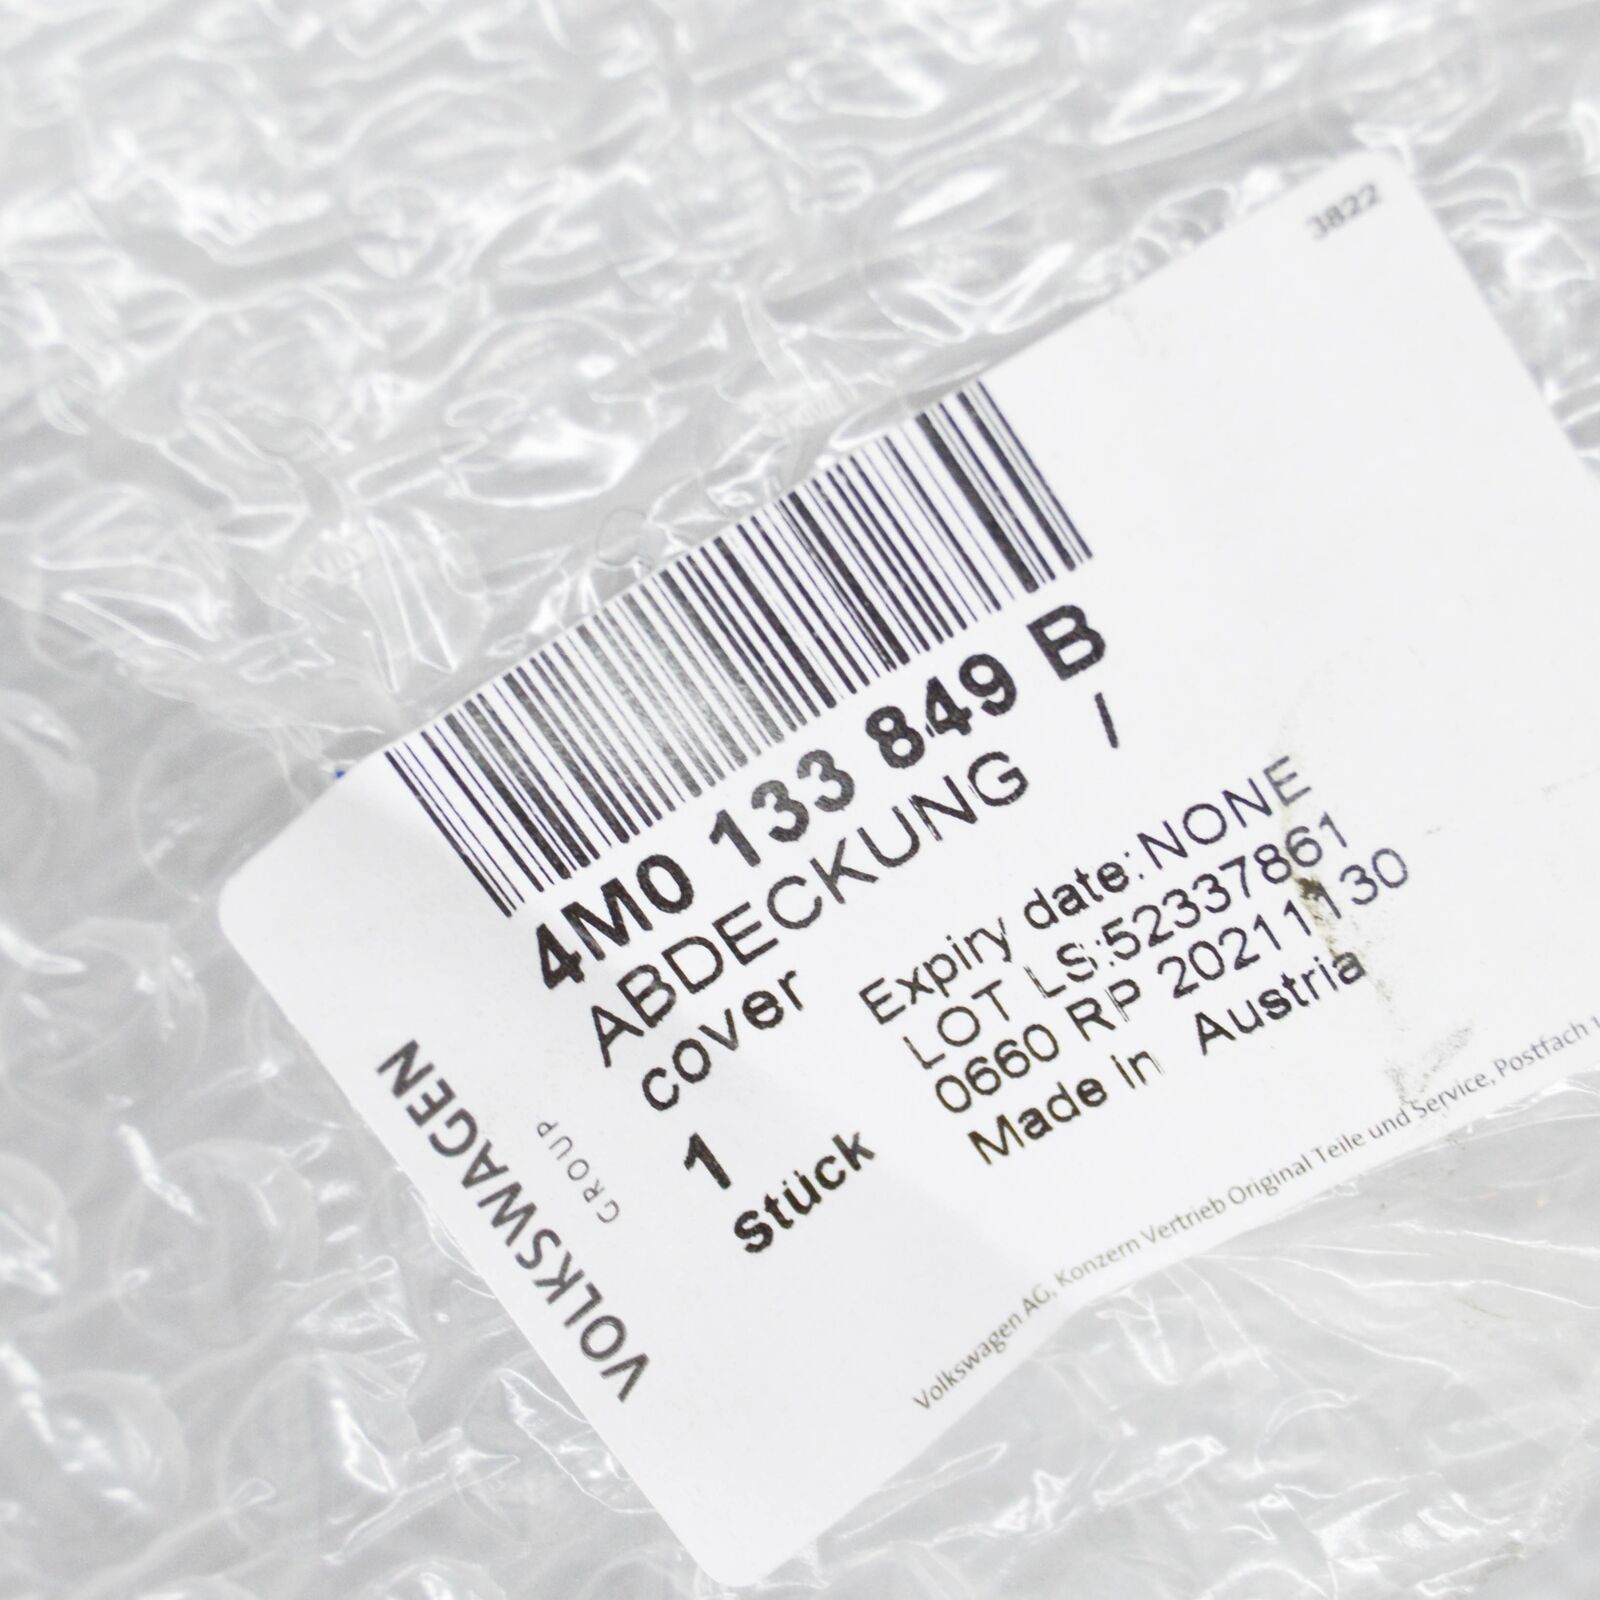 3822
4M0 133 849 B
ABDECKUNG I
cover
1
Stück
Expiry date:NONE
LOT LS:52337861
0660 RP 20211130
Made in Austria
VOLKSWAGEN
GROUP
Volkswagen AG, Konzern Vertrieb Original Teile und Service, Postfach